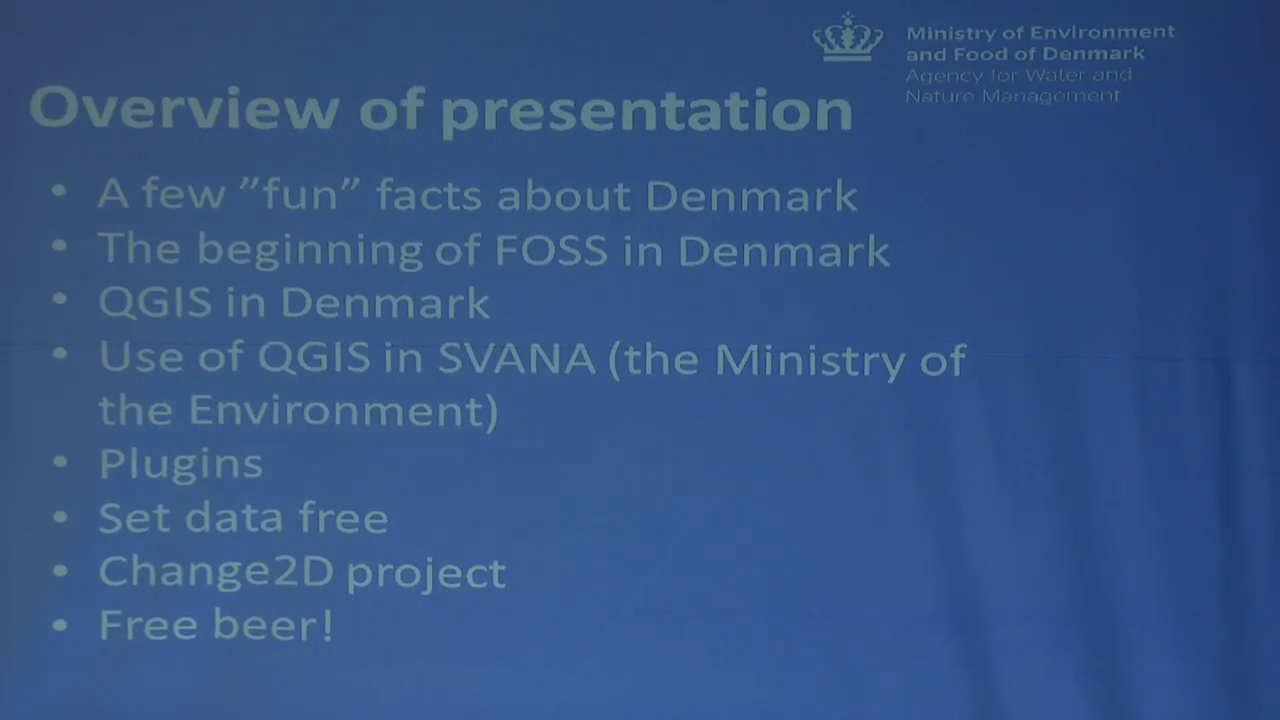 Ministry of Environment
and Food of Denmark
Agency for Water and
Nature Management
Overview of presentation
• A few ”fun” facts about Denmark
• The beginning of FOSS in Denmark
• QGIS in Denmark
• Use of QGIS in SVANA (the Ministry of
the Environment)
• Plugins
• Set data free
• Change2D project
• Free beer!